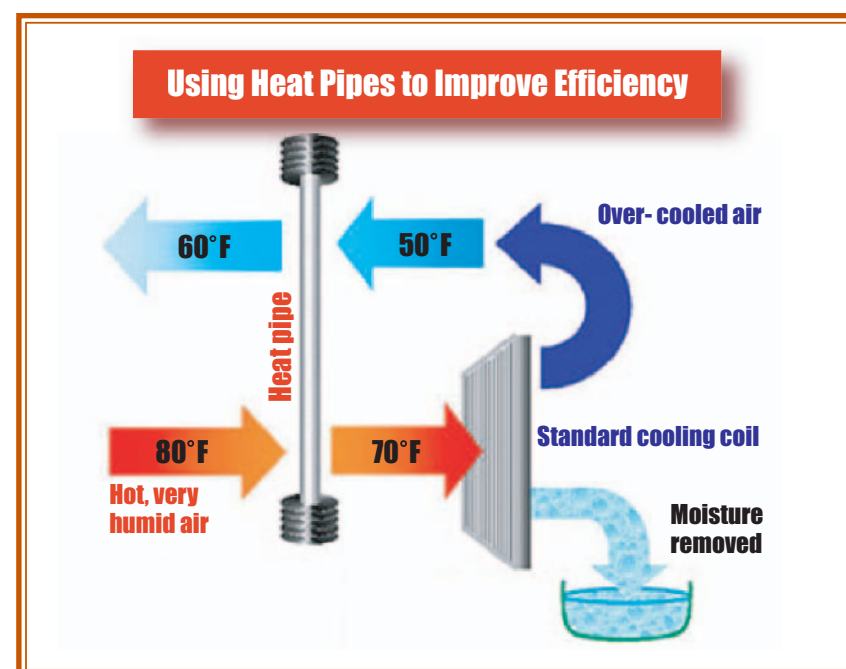 Using Heat Pipes to Improve Efficiency
Over- cooled air
60°F
50°F
Heat pipe
80°F
70°F
Standard cooling coil
Hot, very
humid air
Moisture
removed